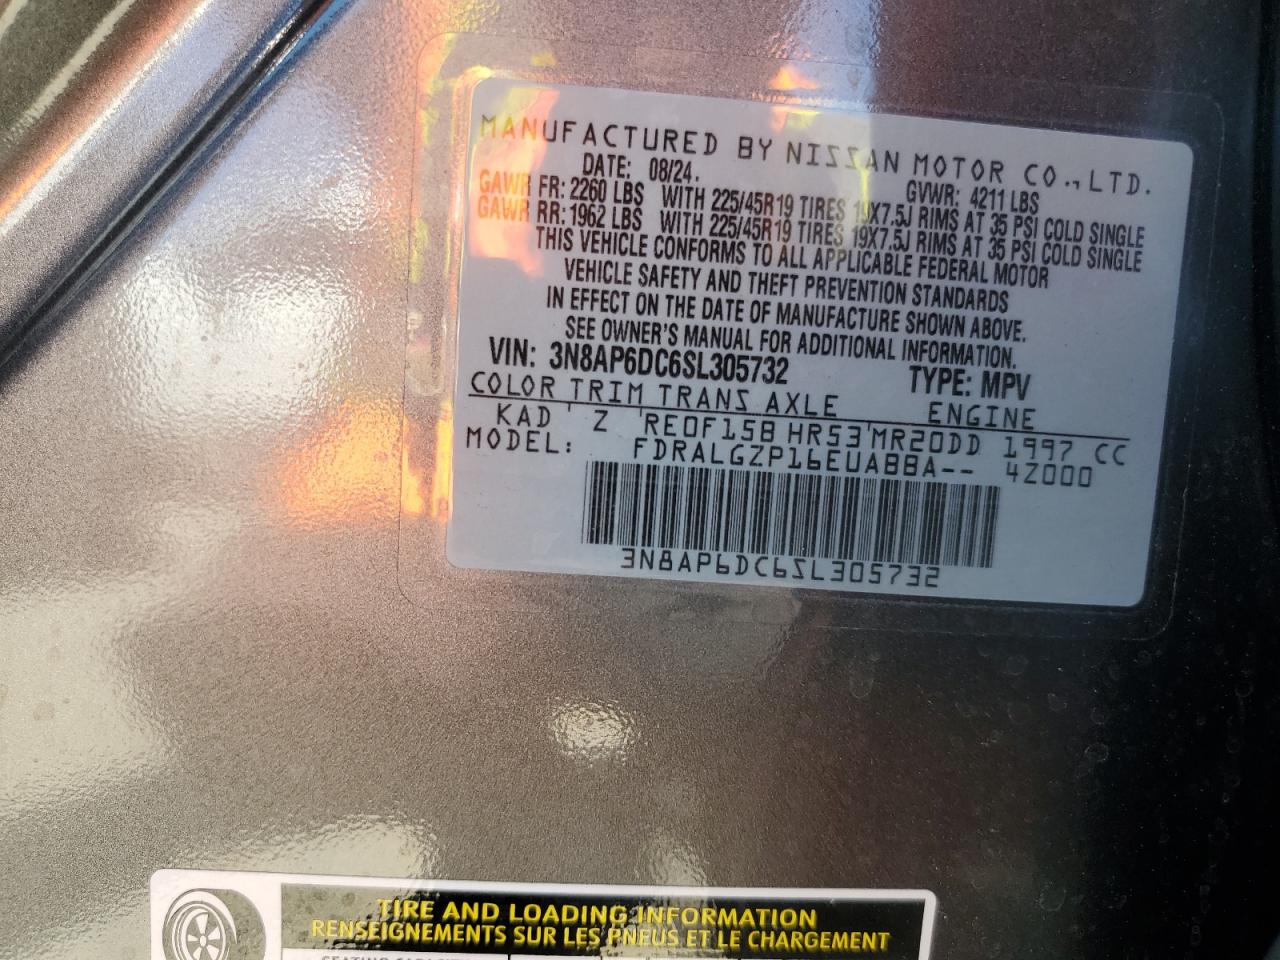 MANUFACTURED BY NISSAN MOTOR CO.,LTD.
DATE: 08/24. GVWR: 4211 LBS
GAWR FR: 2260 LBS WITH 225/45R19 TIRES 19X7.5J RIMS AT 35 PSI COLD SINGLE
GAWR RR: 1962 LBS WITH 225/45R19 TIRES 19X7.5J RIMS AT 35 PSI COLD SINGLE
THIS VEHICLE CONFORMS TO ALL APPLICABLE FEDERAL MOTOR
VEHICLE SAFETY AND THEFT PREVENTION STANDARDS
IN EFFECT ON THE DATE OF MANUFACTURE SHOWN ABOVE.
SEE OWNER'S MANUAL FOR ADDITIONAL INFORMATION.
VIN: 3N8AP6DC6SL305732 TYPE: MPV
COLOR TRIM TRANS AXLE ENGINE
KAD Z RE0F15B HR53 MR20DD 1997 CC
MODEL: FDRALGZP16EUABBA-- 4Z000
3N8AP6DC6SL305732
TIRE AND LOADING INFORMATION
RENSEIGNEMENTS SUR LES PNEUS ET LE CHARGEMENT